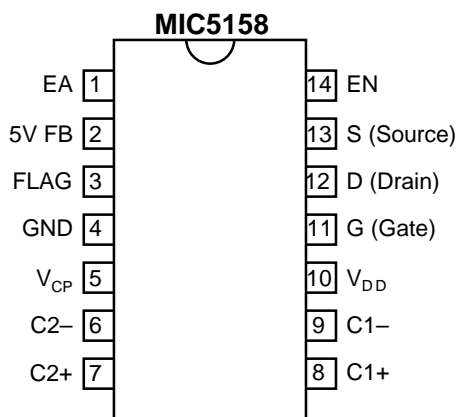 MIC5158
EA 1 14 EN
5V FB 2 13 S (Source)
FLAG 3 12 D (Drain)
GND 4 11 G (Gate)
VCP 5 10 VDD
C2– 6 9 C1–
C2+ 7 8 C1+